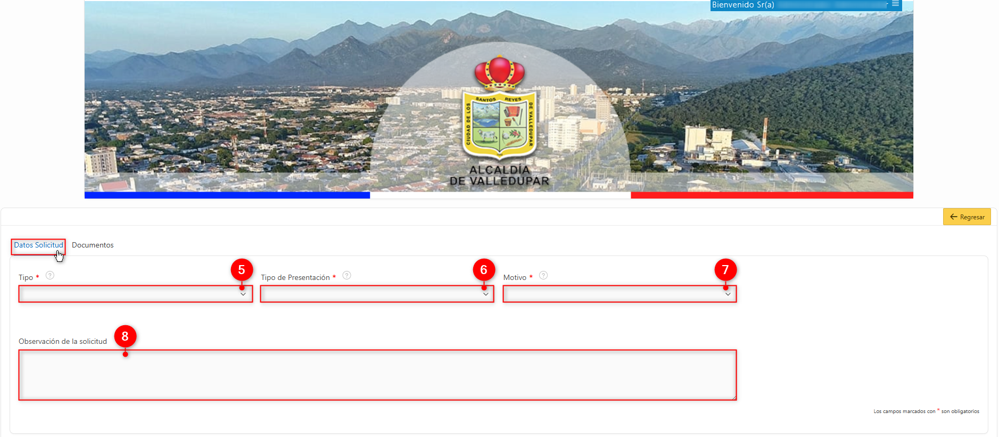 Bienvenido Sr(a)
SANTOS REYES
CIUDAD DE LOS
DE VALLEDUPAR
ALCALDÍA
DE VALLEDUPAR
← Regresar
Datos Solicitud Documentos
5 6 7
Tipo * ? Tipo de Presentación * ? Motivo * ?
8
Observación de la solicitud
Los campos marcados con * son obligatorios